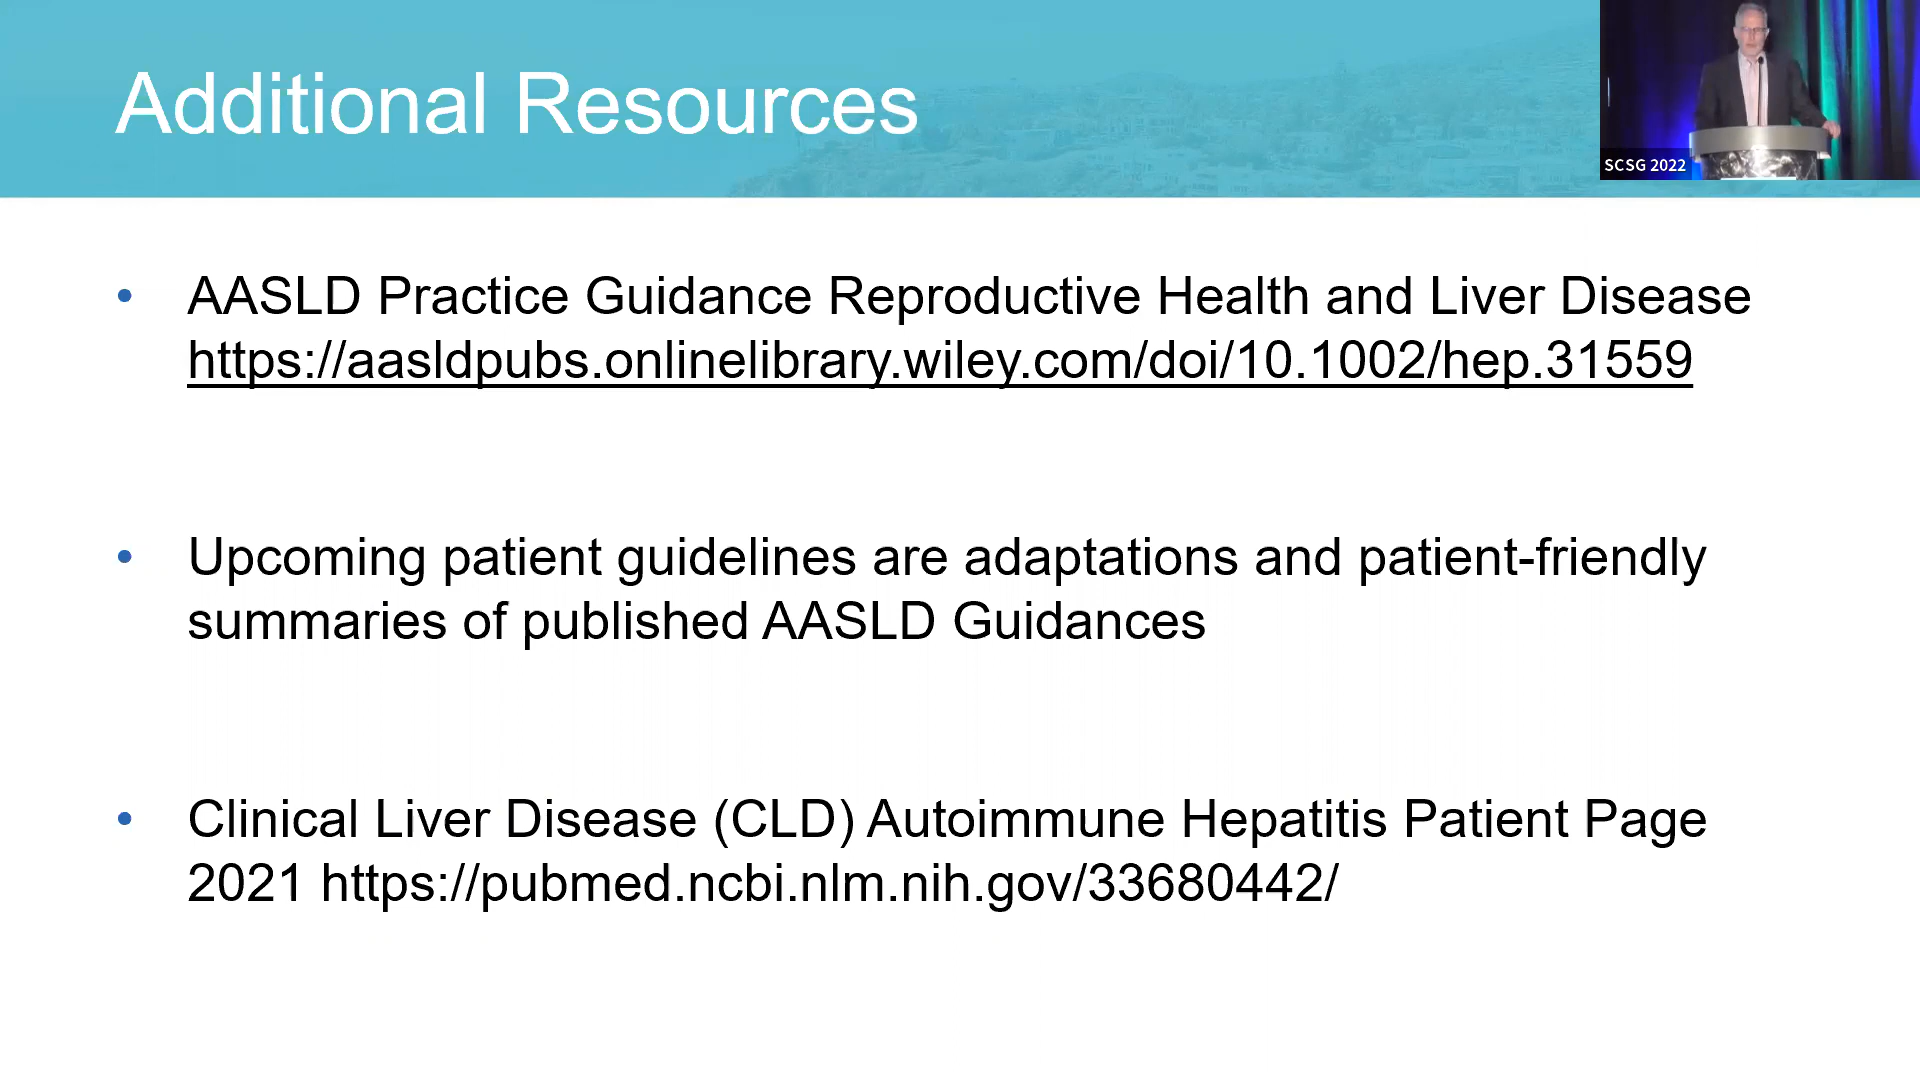 Additional Resources
SCSG 2022
• AASLD Practice Guidance Reproductive Health and Liver Disease
https://aasldpubs.onlinelibrary.wiley.com/doi/10.1002/hep.31559
• Upcoming patient guidelines are adaptations and patient-friendly
summaries of published AASLD Guidances
• Clinical Liver Disease (CLD) Autoimmune Hepatitis Patient Page
2021 https://pubmed.ncbi.nlm.nih.gov/33680442/